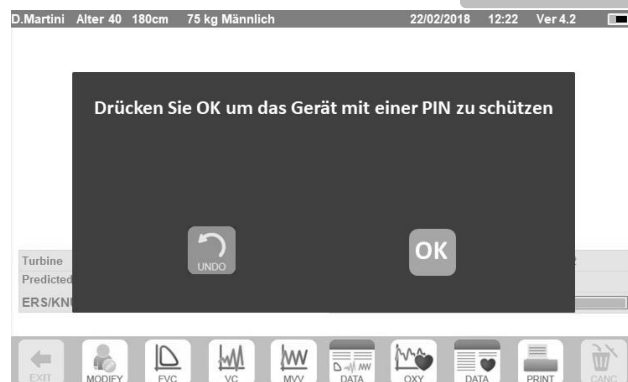 D.Martini Alter 40 180cm 75 kg Männlich 22/02/2018 12:22 Ver 4.2
Drücken Sie OK um das Gerät mit einer PIN zu schützen
UNDO
OK
Turbine
Predicted
EXIT MODIFY FVC VC MVV DATA OXY DATA PRINT CANC